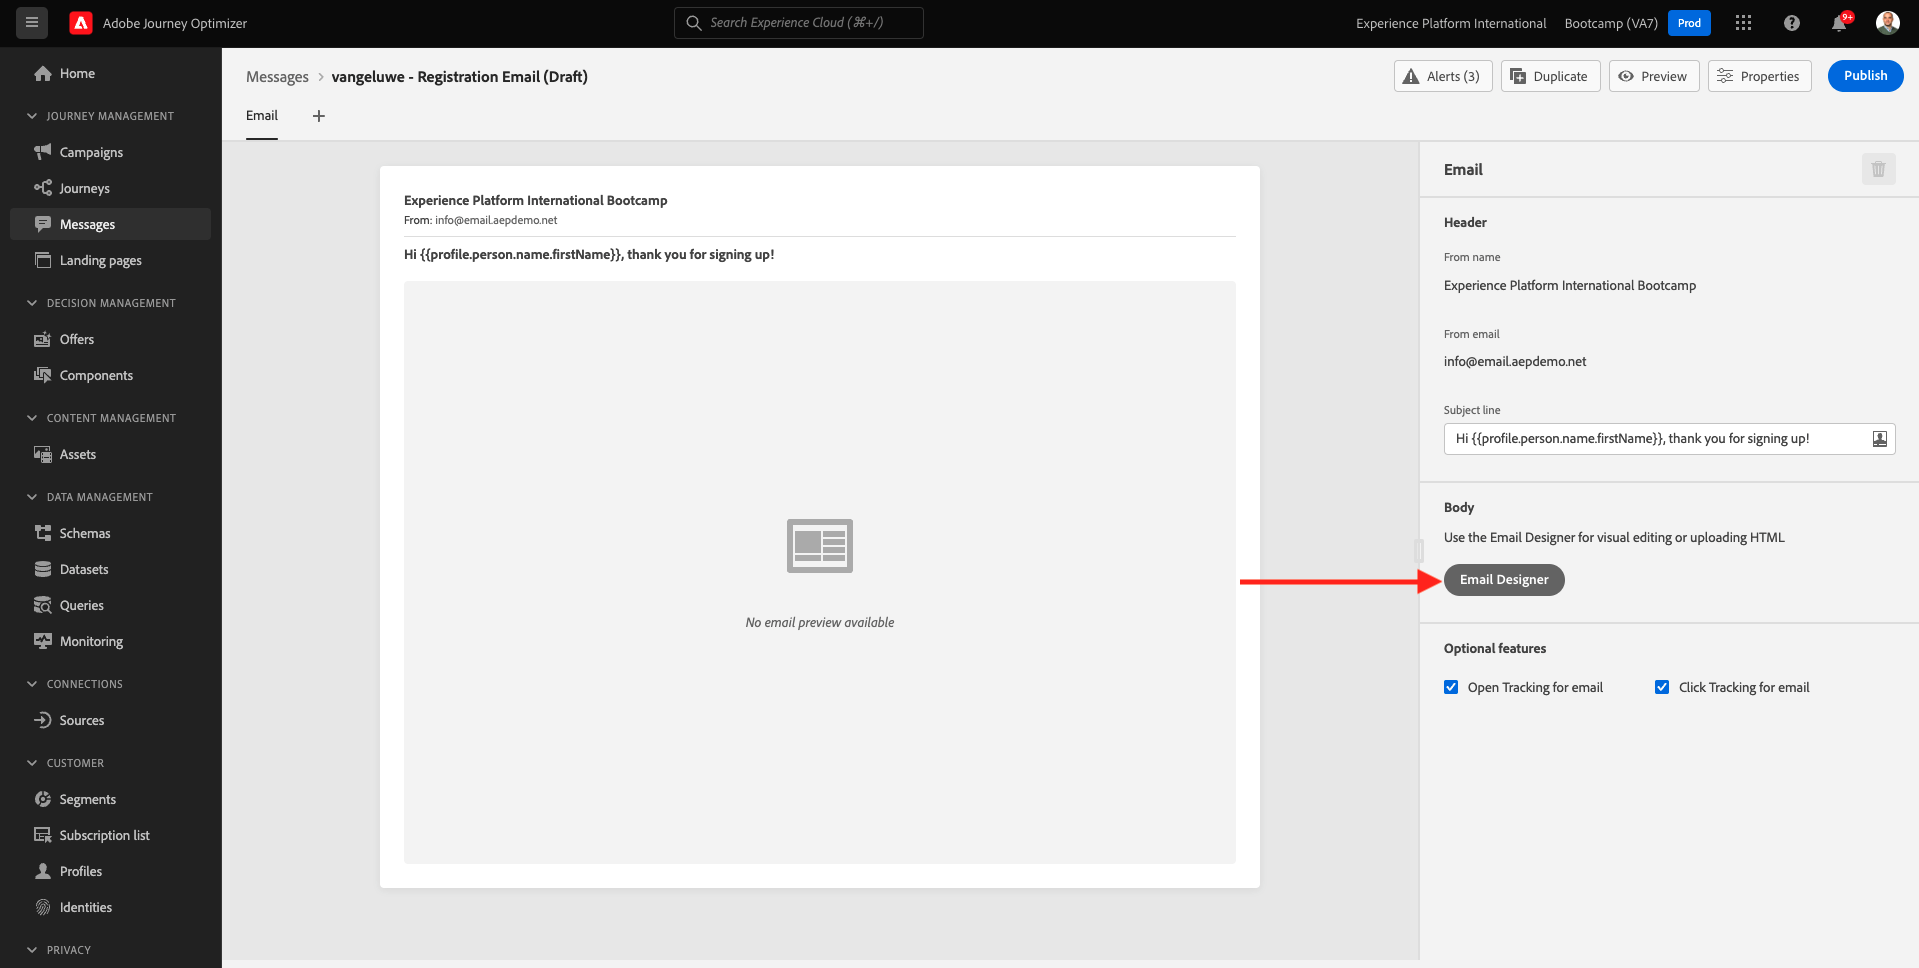 Adobe Journey Optimizer
Search Experience Cloud (⌘+/)
Experience Platform International
Bootcamp (VA7)
Prod
9+
Home
JOURNEY MANAGEMENT
Campaigns
Journeys
Messages
Landing pages
DECISION MANAGEMENT
Offers
Components
CONTENT MANAGEMENT
Assets
DATA MANAGEMENT
Schemas
Datasets
Queries
Monitoring
CONNECTIONS
Sources
CUSTOMER
Segments
Subscription list
Profiles
Identities
PRIVACY
Messages > vangeluwe - Registration Email (Draft)
Alerts (3)
Duplicate
Preview
Properties
Publish
Email
Experience Platform International Bootcamp
From: info@email.aepdemo.net
Hi {{profile.person.name.firstName}}, thank you for signing up!
No email preview available
Email
Header
From name
Experience Platform International Bootcamp
From email
info@email.aepdemo.net
Subject line
Hi {{profile.person.name.firstName}}, thank you for signing up!
Body
Use the Email Designer for visual editing or uploading HTML
Email Designer
Optional features
Open Tracking for email
Click Tracking for email